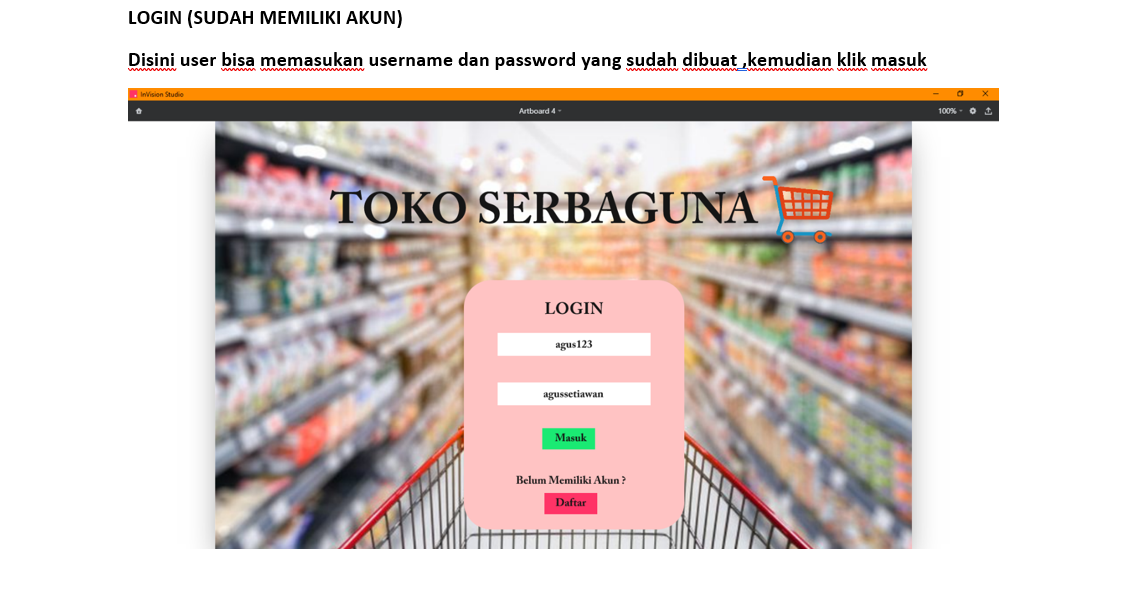 LOGIN (SUDAH MEMILIKI AKUN)
Disini user bisa memasukan username dan password yang sudah dibuat ,kemudian klik masuk
InVision Studio
Artboard 4
100%
TOKO SERBAGUNA
LOGIN
agus123
agussetiawan
Masuk
Belum Memiliki Akun ?
Daftar